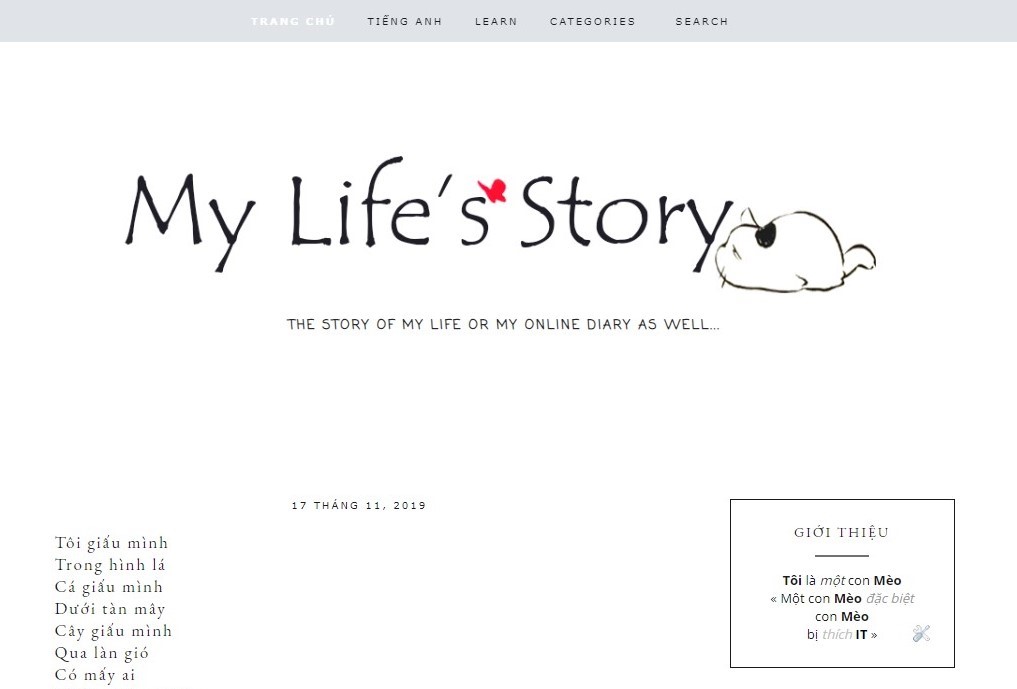 TRANG CHỦ TIẾNG ANH LEARN CATEGORIES SEARCH
My Life's Story
THE STORY OF MY LIFE OR MY ONLINE DIARY AS WELL...
17 THÁNG 11, 2019
Tôi giấu mình
Trong hình lá
Cá giấu mình
Dưới tàn mây
Cây giấu mình
Qua làn gió
Có mấy ai
GIỚI THIỆU
Tôi là một con Mèo
« Một con Mèo đặc biệt
con Mèo
bị thích IT »